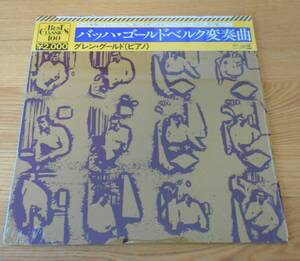 BEST
CLASSICS
100
¥2,000
バッハ・ゴールドベルク変奏曲
グレン・グールド(ピアノ)